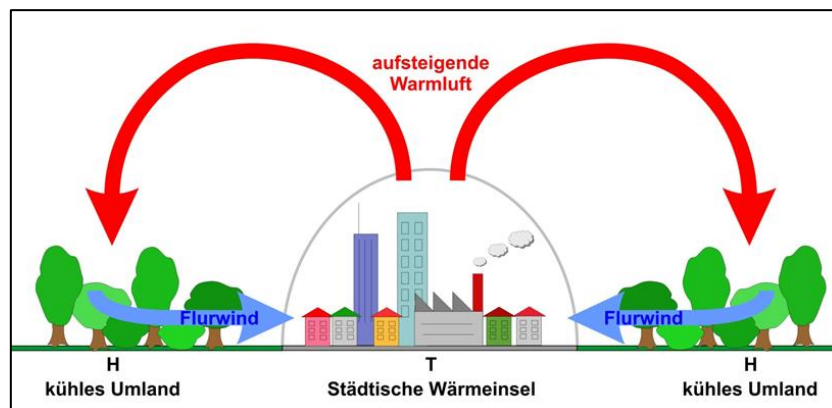 aufsteigende
Warmluft
Flurwind
Flurwind
H
T
H
kühles Umland
Städtische Wärmeinsel
kühles Umland